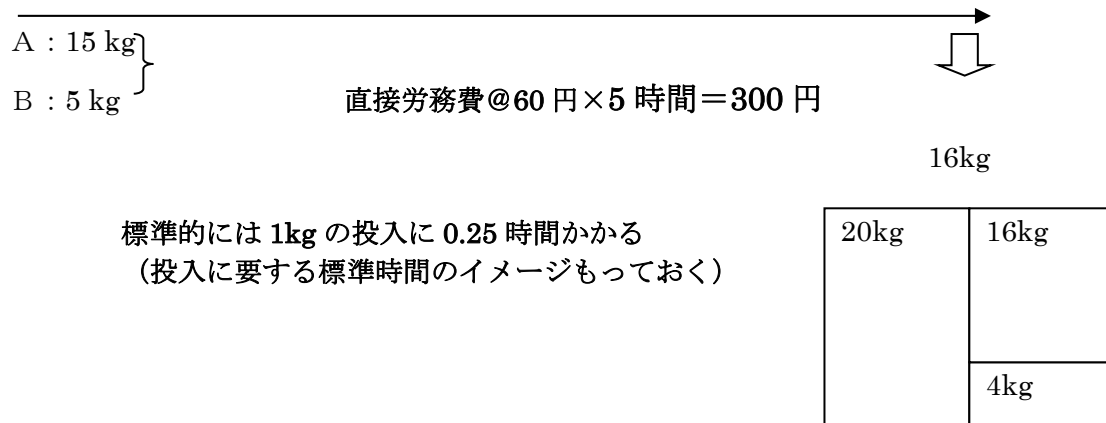 A：15 kg
B：5 kg
直接労務費＠60 円×5 時間＝300 円
16kg
標準的には 1kg の投入に 0.25 時間かかる
（投入に要する標準時間のイメージもっておく）
20kg
16kg
4kg